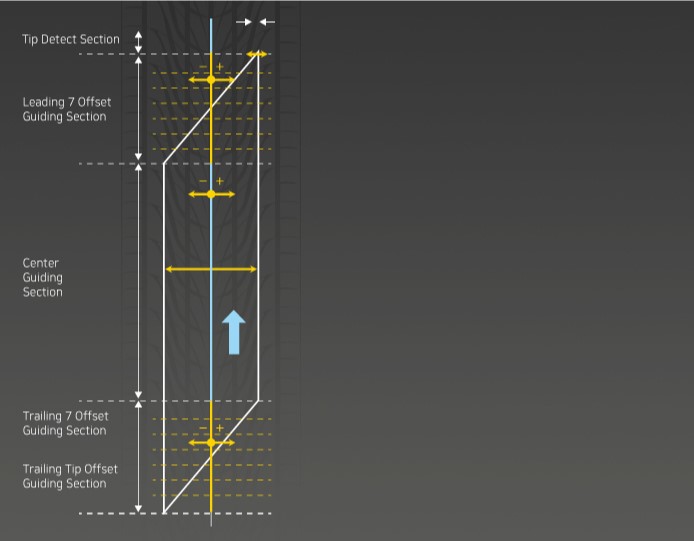 Tip Detect Section
− +
Leading 7 Offset
Guiding Section
− +
Center
Guiding
Section
Trailing 7 Offset
Guiding Section
− +
Trailing Tip Offset
Guiding Section